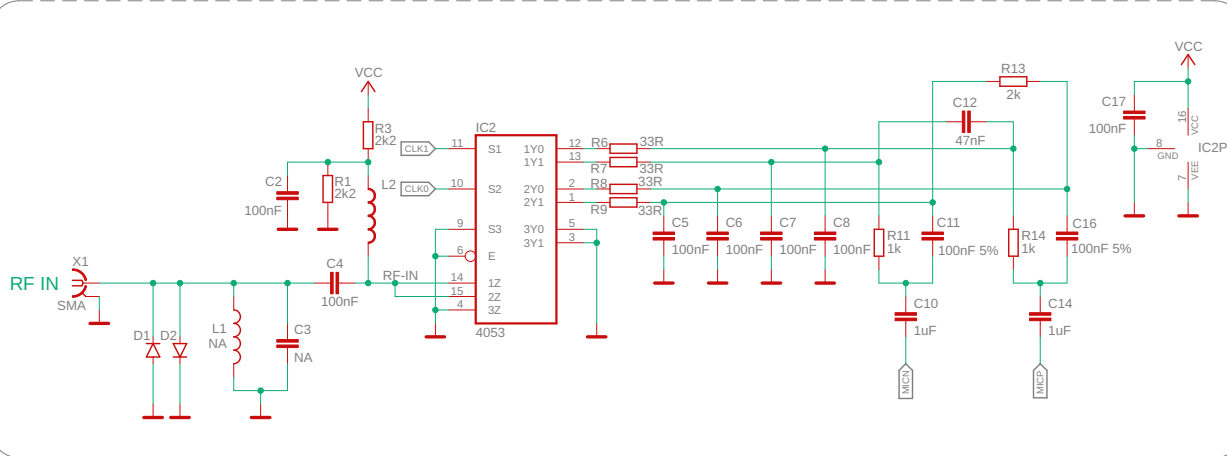 VCC
R3
2k2
C2
100nF
R1
2k2
L2
CLK1
CLK0
RF IN
X1
SMA
D1
D2
L1
NA
C3
NA
C4
100nF
RF-IN
IC2
4053
11
S1
10
S2
9
S3
6
E
14
1Z
15
2Z
4
3Z
1Y0
12
1Y1
13
2Y0
2
2Y1
1
3Y0
5
3Y1
3
R6
33R
R7
33R
R8
33R
R9
33R
C5
100nF
C6
100nF
C7
100nF
C8
100nF
R11
1k
C11
100nF 5%
C12
47nF
R13
2k
R14
1k
C16
100nF 5%
C10
1uF
MICN
C14
1uF
MICP
VCC
C17
100nF
16
VCC
8
GND
IC2P
7
VEE